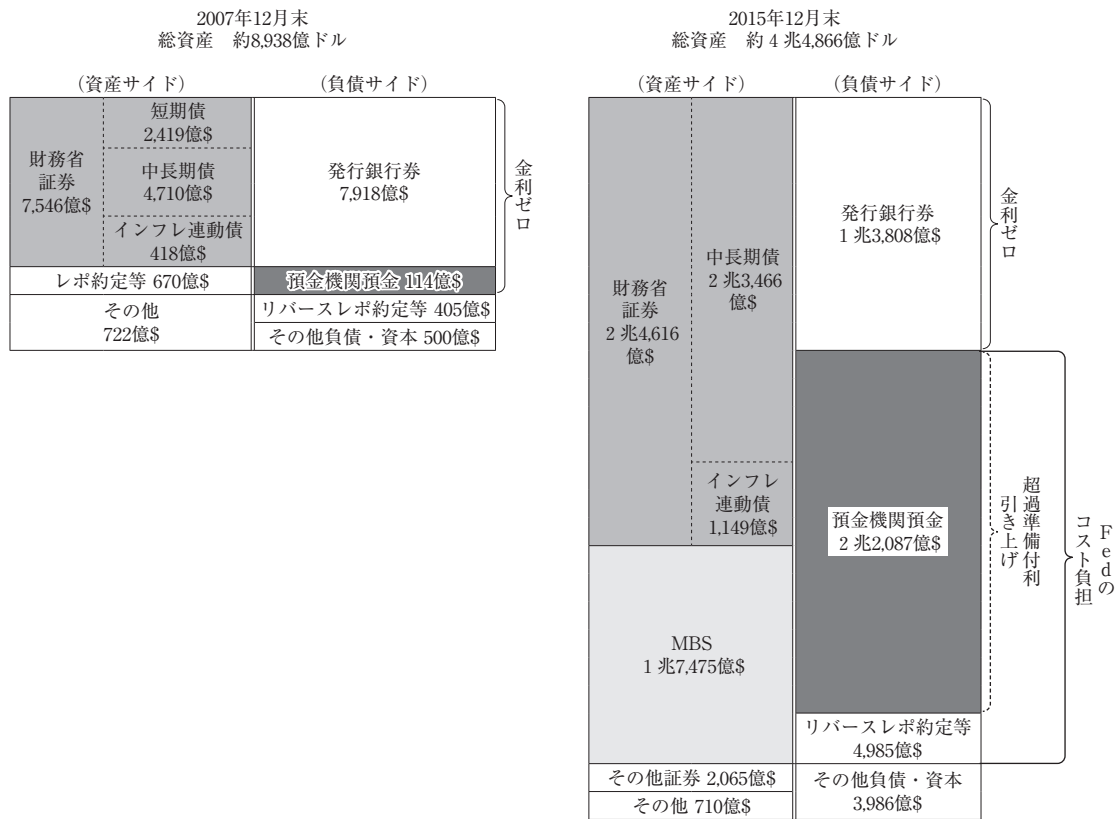 2007年12月末
総資産 約8,938億ドル
（資産サイド）
（負債サイド）
財務省
証券
7,546億$
短期債
2,419億$
中長期債
4,710億$
インフレ連動債
418億$
レポ約定等 670億$
その他
722億$
発行銀行券
7,918億$
預金機関預金 114億$
リバースレポ約定等 405億$
その他負債・資本 500億$
金利ゼロ
2015年12月末
総資産 約 4 兆4,866億ドル
（資産サイド）
（負債サイド）
財務省
証券
2 兆4,616
億$
中長期債
2 兆3,466
億$
インフレ
連動債
1,149億$
MBS
1 兆7,475億$
その他証券 2,065億$
その他 710億$
発行銀行券
1 兆3,808億$
預金機関預金
2 兆2,087億$
リバースレポ約定等
4,985億$
その他負債・資本
3,986億$
金利ゼロ
超過準備付利
引き上げ
Fedの
コスト負担